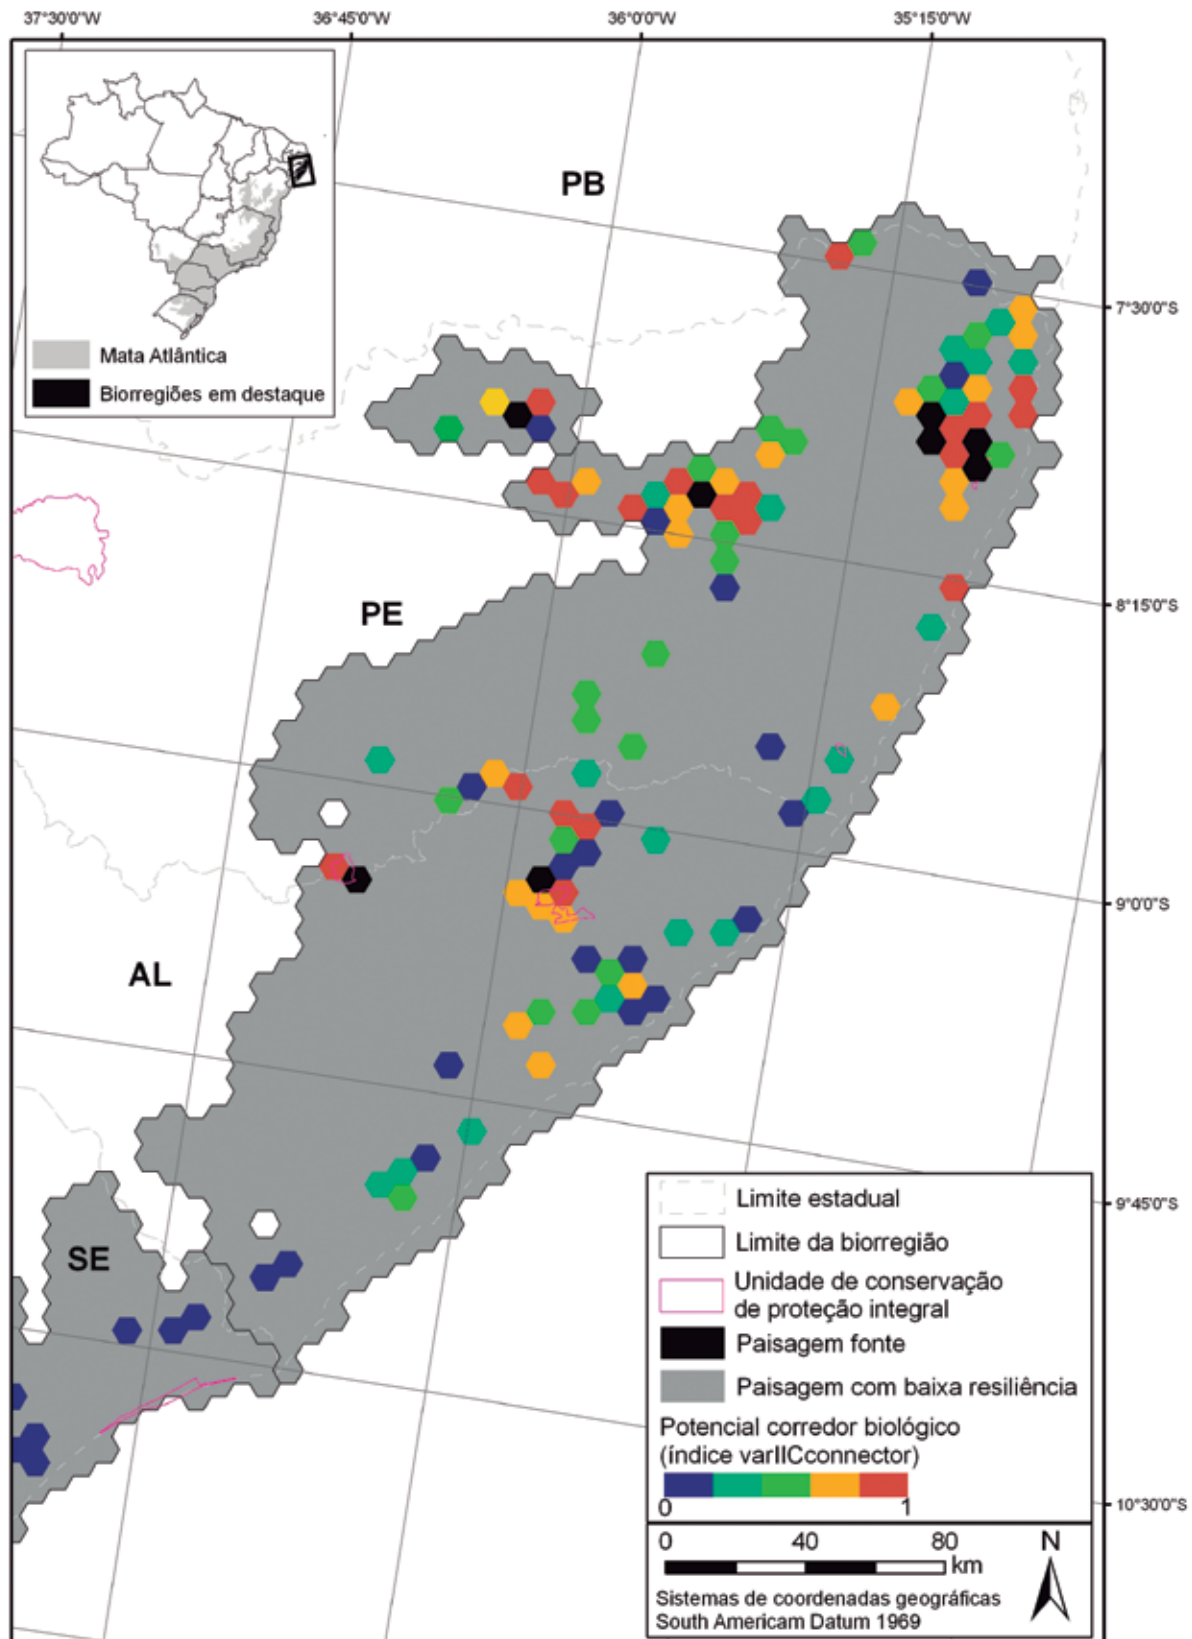 37°30'0"W
36°45'0"W
36°0'0"W
35°15'0"W
PB
Mata Atlântica
Biorregiões em destaque
7°30'0"S
PE
8°15'0"S
9°0'0"S
AL
9°45'0"S
SE
Limite estadual
Limite da biorregião
Unidade de conservação
de proteção integral
Paisagem fonte
Paisagem com baixa resiliência
Potencial corredor biológico
(índice varIICconnector)
0
1
10°30'0"S
0
40
80
km
N
Sistemas de coordenadas geográficas
South Americam Datum 1969